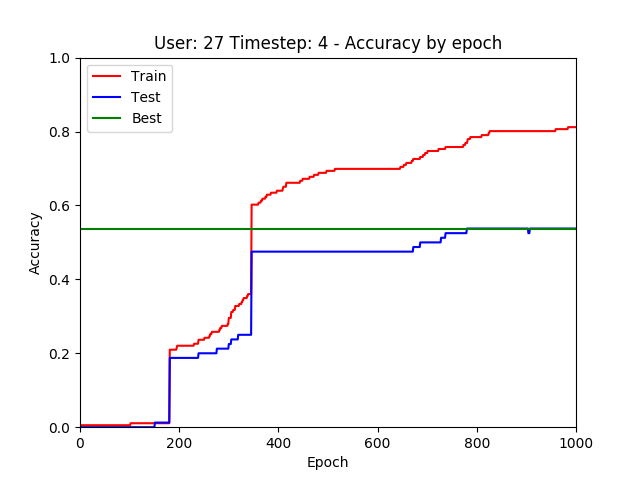 User: 27 Timestep: 4 - Accuracy by epoch
1.0
Train
Test
Best
0.8
0.6
Accuracy
0.4
0.2
0.0
0 200 400 600 800 1000
Epoch